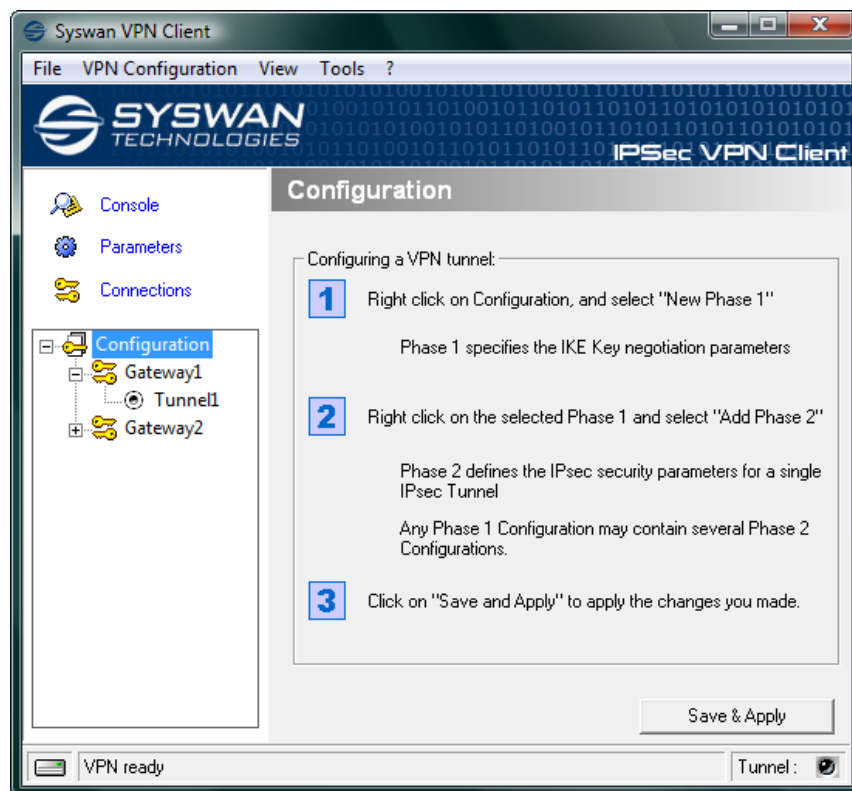 Syswan VPN Client
File VPN Configuration View Tools ?
SYSWAN
TECHNOLOGIES
IPSec VPN Client
Console
Parameters
Connections
Configuration
Gateway1
Tunnel1
Gateway2
Configuration
Configuring a VPN tunnel:
1 Right click on Configuration, and select "New Phase 1"
Phase 1 specifies the IKE Key negotiation parameters
2 Right click on the selected Phase 1 and select "Add Phase 2"
Phase 2 defines the IPsec security parameters for a single
IPsec Tunnel
Any Phase 1 Configuration may contain several Phase 2
Configurations.
3 Click on "Save and Apply" to apply the changes you made.
Save & Apply
VPN ready
Tunnel :